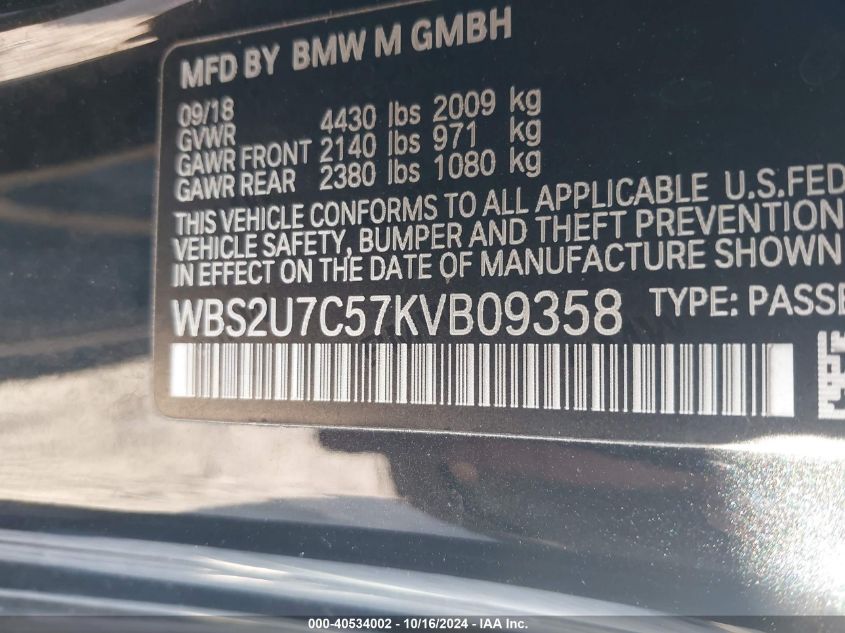 MFD BY BMW M GMBH
09/18
GVWR 4430 lbs 2009 kg
GAWR FRONT 2140 lbs 971 kg
GAWR REAR 2380 lbs 1080 kg
THIS VEHICLE CONFORMS TO ALL APPLICABLE U.S.FED
VEHICLE SAFETY, BUMPER AND THEFT PREVENTION
IN EFFECT ON THE DATE OF MANUFACTURE SHOWN
WBS2U7C57KVB09358 TYPE: PASSE
000-40534002 | 10/16/2024 | IAA Inc.